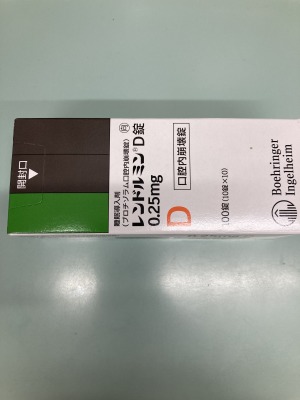 開封口
睡眠導入剤
(ブロチゾラム口腔内崩壊錠)
レンドルミン®D錠
0.25mg
D
口腔内崩壊錠
100錠(10錠×10)
Boehringer
Ingelheim